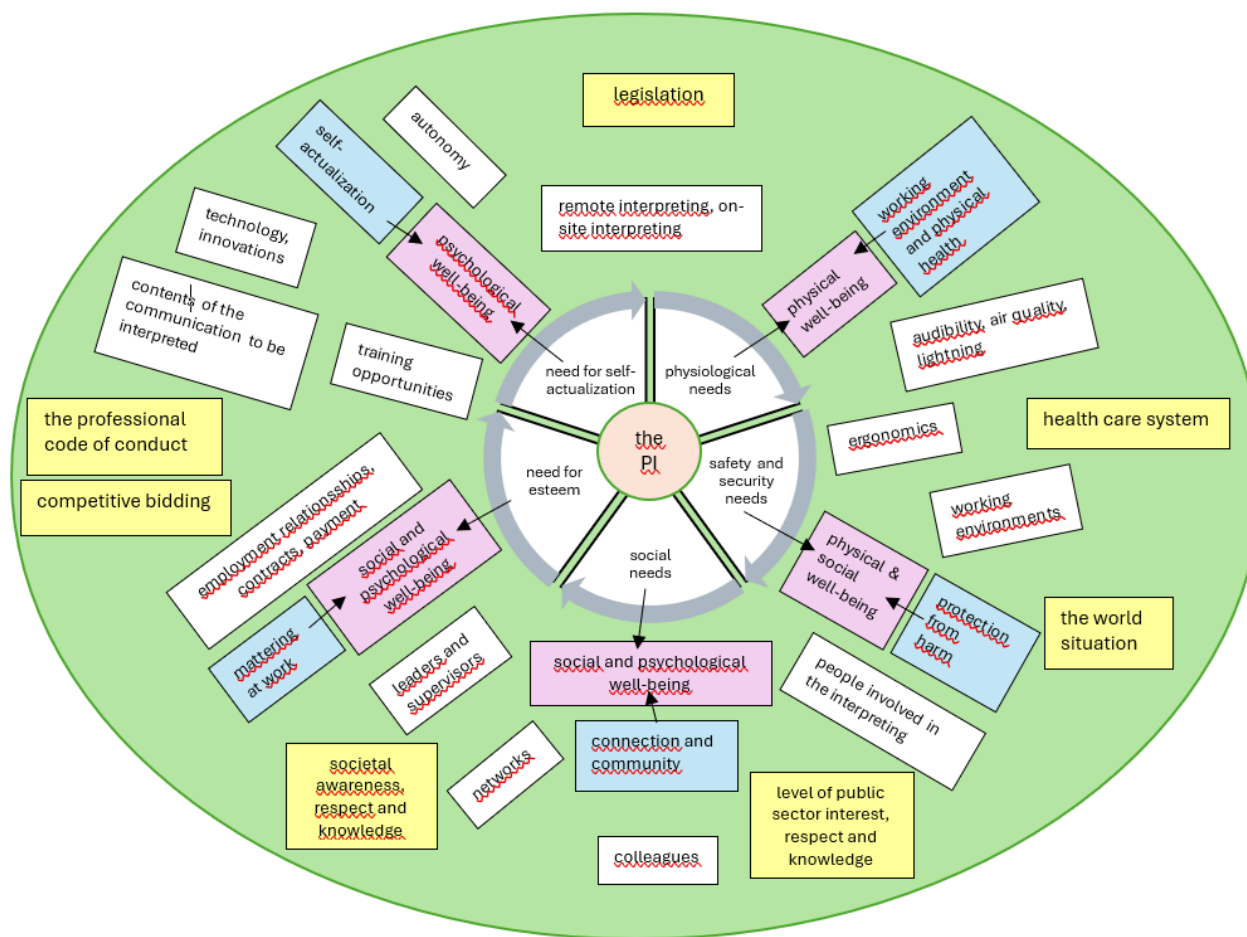 legislation
self-
actualization
autonomy
remote interpreting, on-
site interpreting
working
environment
and physical
health
technology,
innovations
psychological
well-being
physical
well-being
contents of the
communication to be
interpreted
audibility, air quality,
lightning
training
opportunities
need for self-
actualization
physiological
needs
the professional
code of conduct
health care system
the
PI
ergonomics
competitive bidding
need for
esteem
safety and
security
needs
working
environments
employment relationsships,
contracts, payment
social and
psychological
well-being
social
needs
physical &
social
well-being
protection
from
harm
the world
situation
mattering
at work
leaders and
supervisors
social and psychological
well-being
people involved in
the interpreting
connection and
community
networks
societal
awareness,
respect and
knowledge
level of public
sector interest,
respect and
knowledge
colleagues